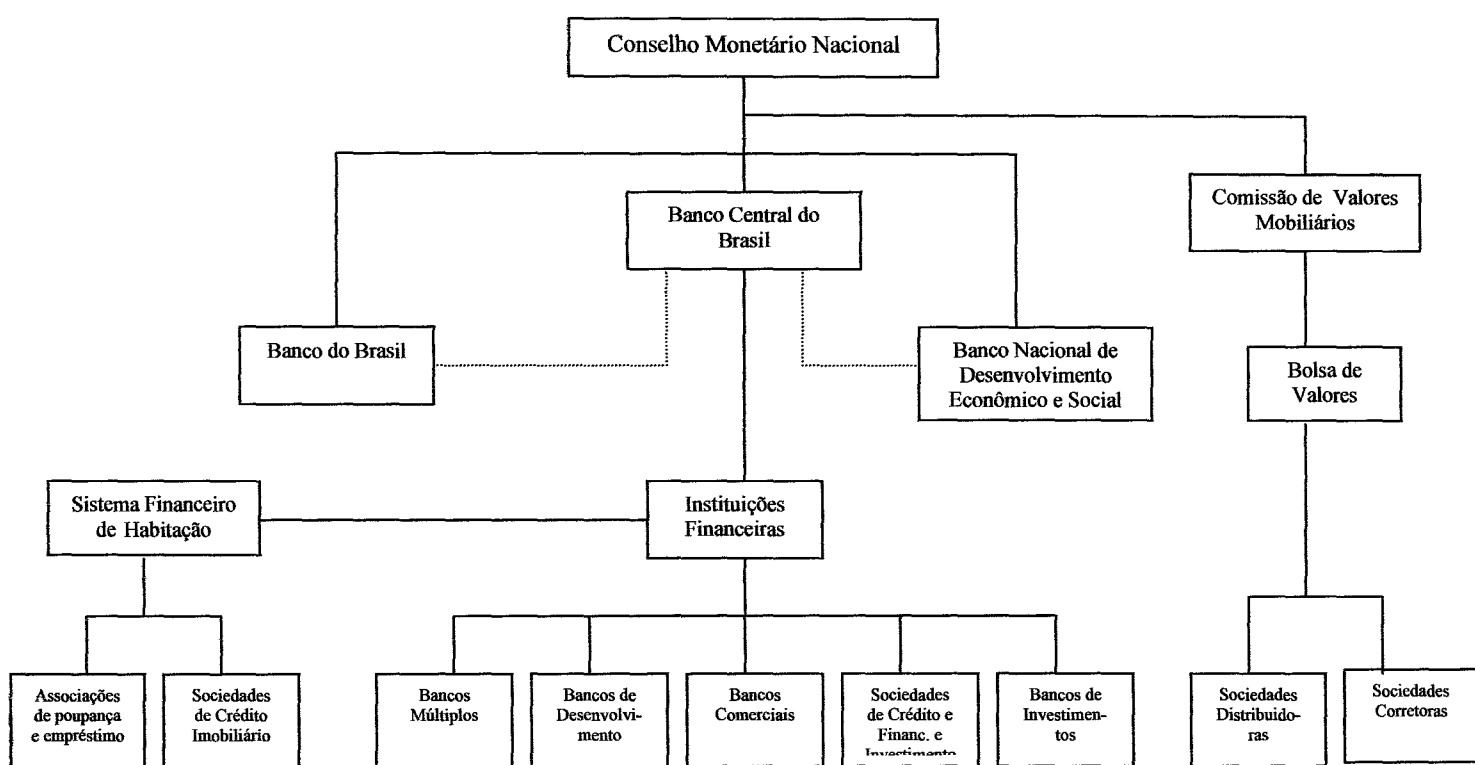 Conselho Monetário Nacional
Banco Central do
Brasil
Comissão de Valores
Mobiliários
Banco do Brasil
Banco Nacional de
Desenvolvimento
Econômico e Social
Bolsa de
Valores
Sistema Financeiro
de Habitação
Instituições
Financeiras
Associações
de poupança
e empréstimo
Sociedades
de Crédito
Imobiliário
Bancos
Múltiplos
Bancos de
Desenvolvi-
mento
Bancos
Comerciais
Sociedades
de Crédito e
Financ. e
Investimento
Bancos de
Investimen-
tos
Sociedades
Distribuido-
ras
Sociedades
Corretoras